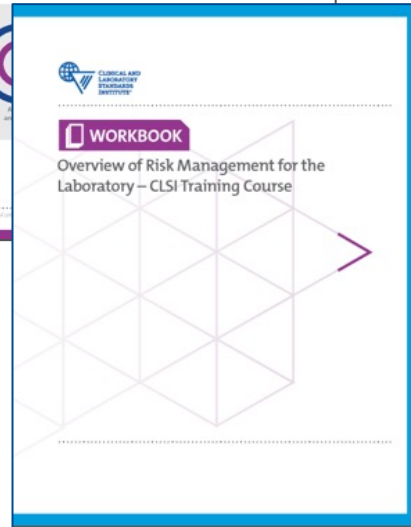 CLINICAL AND
LABORATORY
STANDARDS
INSTITUTE®
WORKBOOK
Overview of Risk Management for the
Laboratory – CLSI Training Course